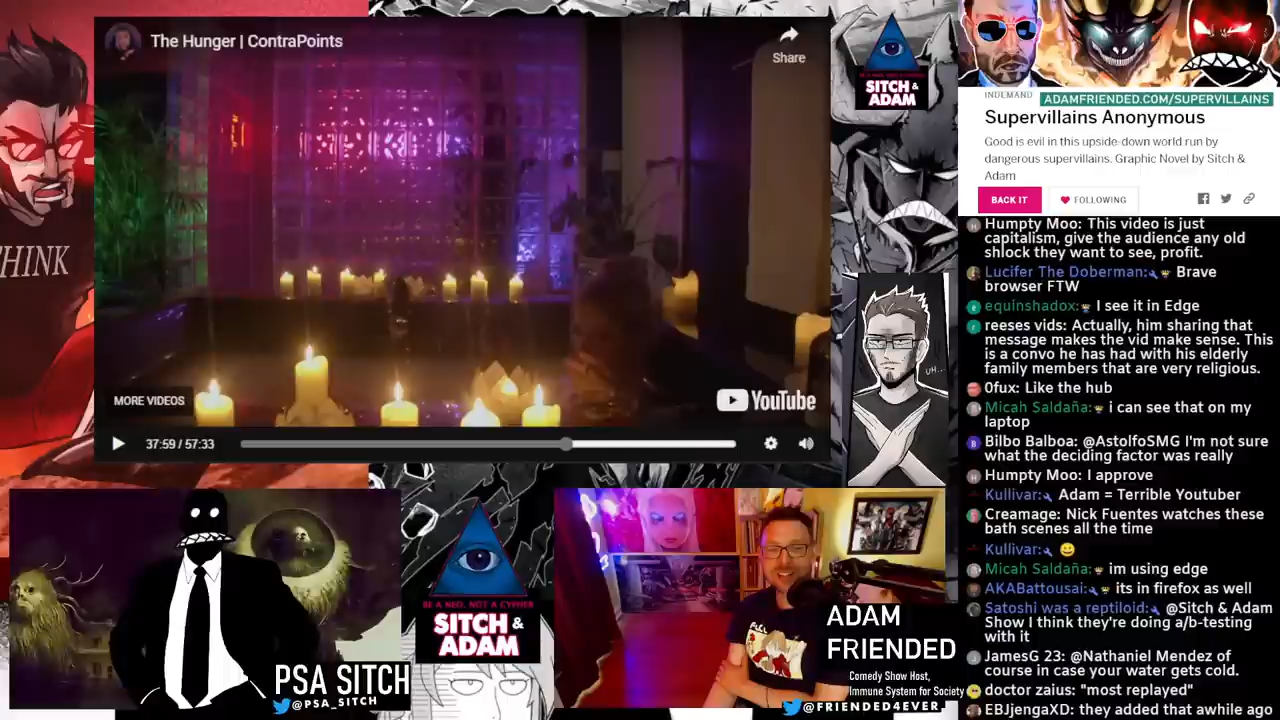 The Hunger | ContraPoints
Share
MORE VIDEOS
YouTube
37:59 / 57:33
THINK
BE A NEO, NOT A CYPHER
SITCH &
ADAM
UH...
INDEMAND
ADAMFRIENDED.COM/SUPERVILLAINS
Supervillains Anonymous
Good is evil in this upside-down world run by
dangerous supervillains. Graphic Novel by Sitch &
Adam
BACK IT
FOLLOWING
Humpty Moo: This video is just
capitalism, give the audience any old
shlock they want to see, profit.
Lucifer The Doberman: Brave
browser FTW
equinshadox: I see it in Edge
reeses vids: Actually, him sharing that
message makes the vid make sense. This
is a convo he has had with his elderly
family members that are very religious.
0fux: Like the hub
Micah Saldaña: i can see that on my
laptop
Bilbo Balboa: @AstolfoSMG I'm not sure
what the deciding factor was really
Humpty Moo: I approve
Kullivar: Adam = Terrible Youtuber
Creamage: Nick Fuentes watches these
bath scenes all the time
Kullivar: 😀
Micah Saldaña: im using edge
AKABattousai: its in firefox as well
Satoshi was a reptiloid: @Sitch & Adam
Show I think they're doing a/b-testing
with it
JamesG 23: @Nathaniel Mendez of
course in case your water gets old.
doctor zaius: "most replayed"
EBJjengaXD: they added that awhile ago
PSA SITCH
@PSA_SITCH
BE A NEO, NOT A CYPHER
SITCH &
ADAM
ADAM
FRIENDED
Comedy Show Host,
Immune System for Society
@FRIENDED4EVER